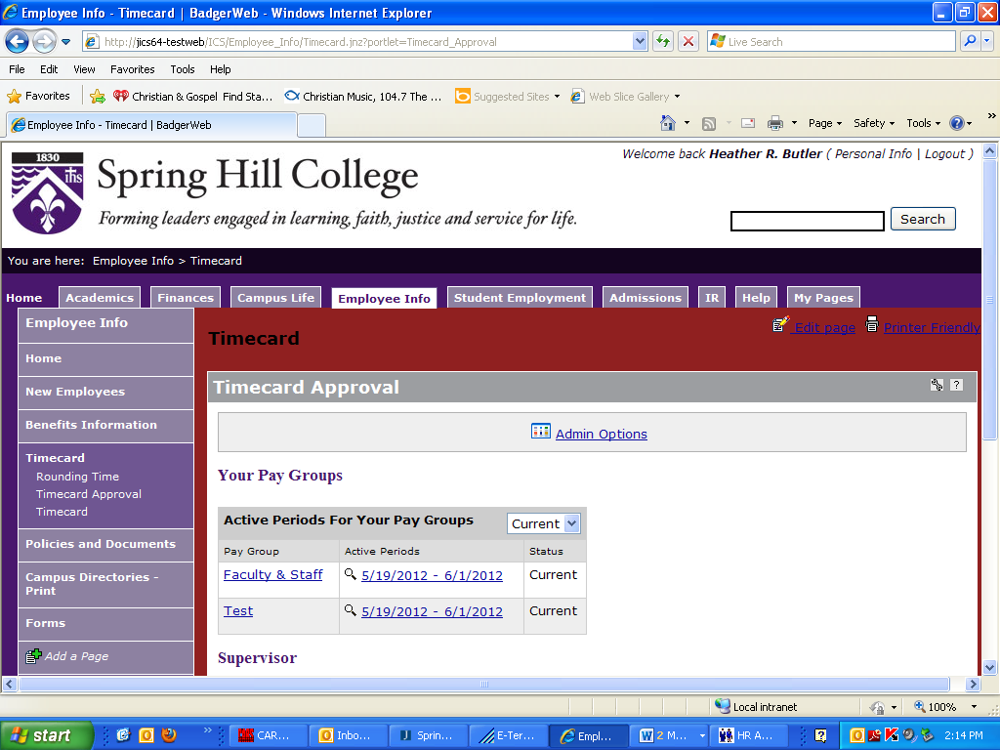 Employee Info - Timecard | BadgerWeb - Windows Internet Explorer
http://jics64-testweb/ICS/Employee_Info/Timecard.jnz?portlet=Timecard_Approval
Live Search
File Edit View Favorites Tools Help
Favorites Christian & Gospel Find Sta... Christian Music, 104.7 The ... Suggested Sites Web Slice Gallery
Employee Info - Timecard | BadgerWeb Page Safety Tools »
1830
ihs
Spring Hill College
Forming leaders engaged in learning, faith, justice and service for life.
Welcome back Heather R. Butler ( Personal Info | Logout )
Search
You are here: Employee Info > Timecard
Home Academics Finances Campus Life Employee Info Student Employment Admissions IR Help My Pages
Employee Info
Home
New Employees
Benefits Information
Timecard
Rounding Time
Timecard Approval
Timecard
Policies and Documents
Campus Directories -
Print
Forms
Add a Page
Timecard
Edit page Printer Friendly
Timecard Approval
?
Admin Options
Your Pay Groups
Active Periods For Your Pay Groups Current
Pay Group Active Periods Status
Faculty & Staff 5/19/2012 - 6/1/2012 Current
Test 5/19/2012 - 6/1/2012 Current
Supervisor
Local intranet 100%
start » CAR... Inbo... Sprin... E-Ter... Empl... 2 M... HR A... 2:14 PM